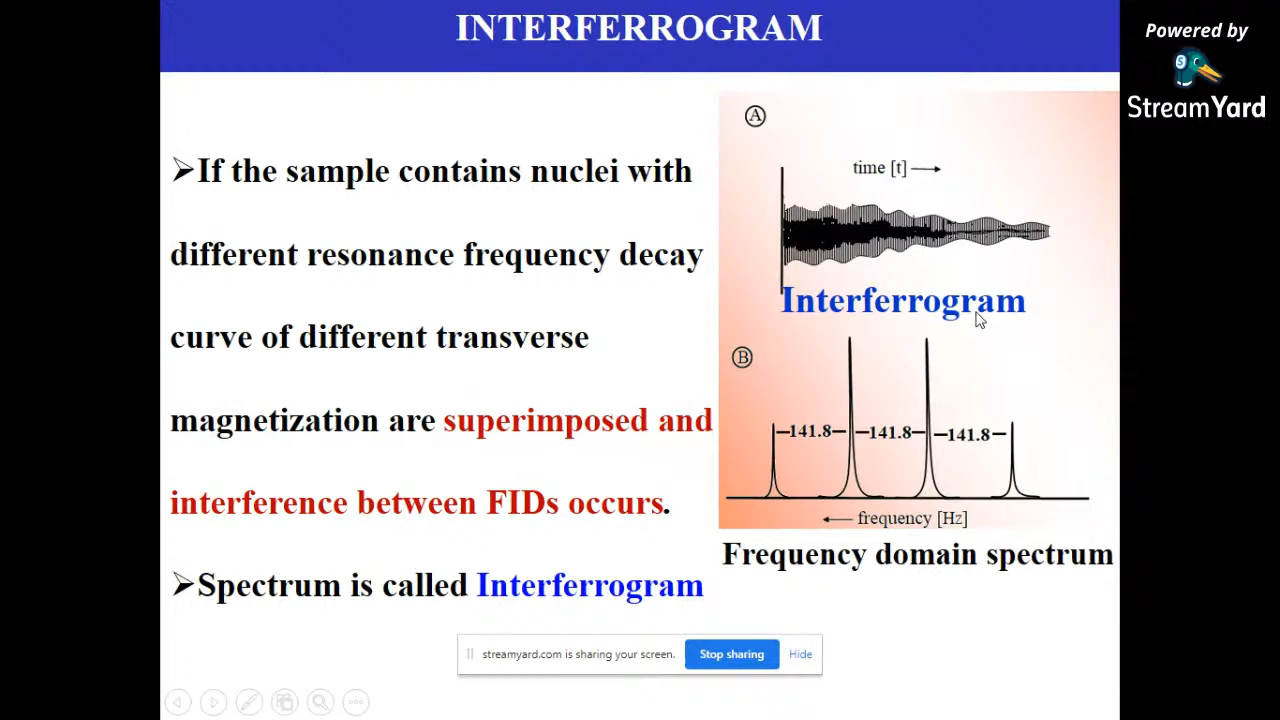 INTERFERROGRAM
Powered by
StreamYard
➢If the sample contains nuclei with
different resonance frequency decay
curve of different transverse
magnetization are superimposed and
interference between FIDs occurs.
➢Spectrum is called Interferrogram
A
time [t]
Interferrogram
B
141.8 141.8 141.8
frequency [Hz]
Frequency domain spectrum
streamyard.com is sharing your screen. Stop sharing Hide